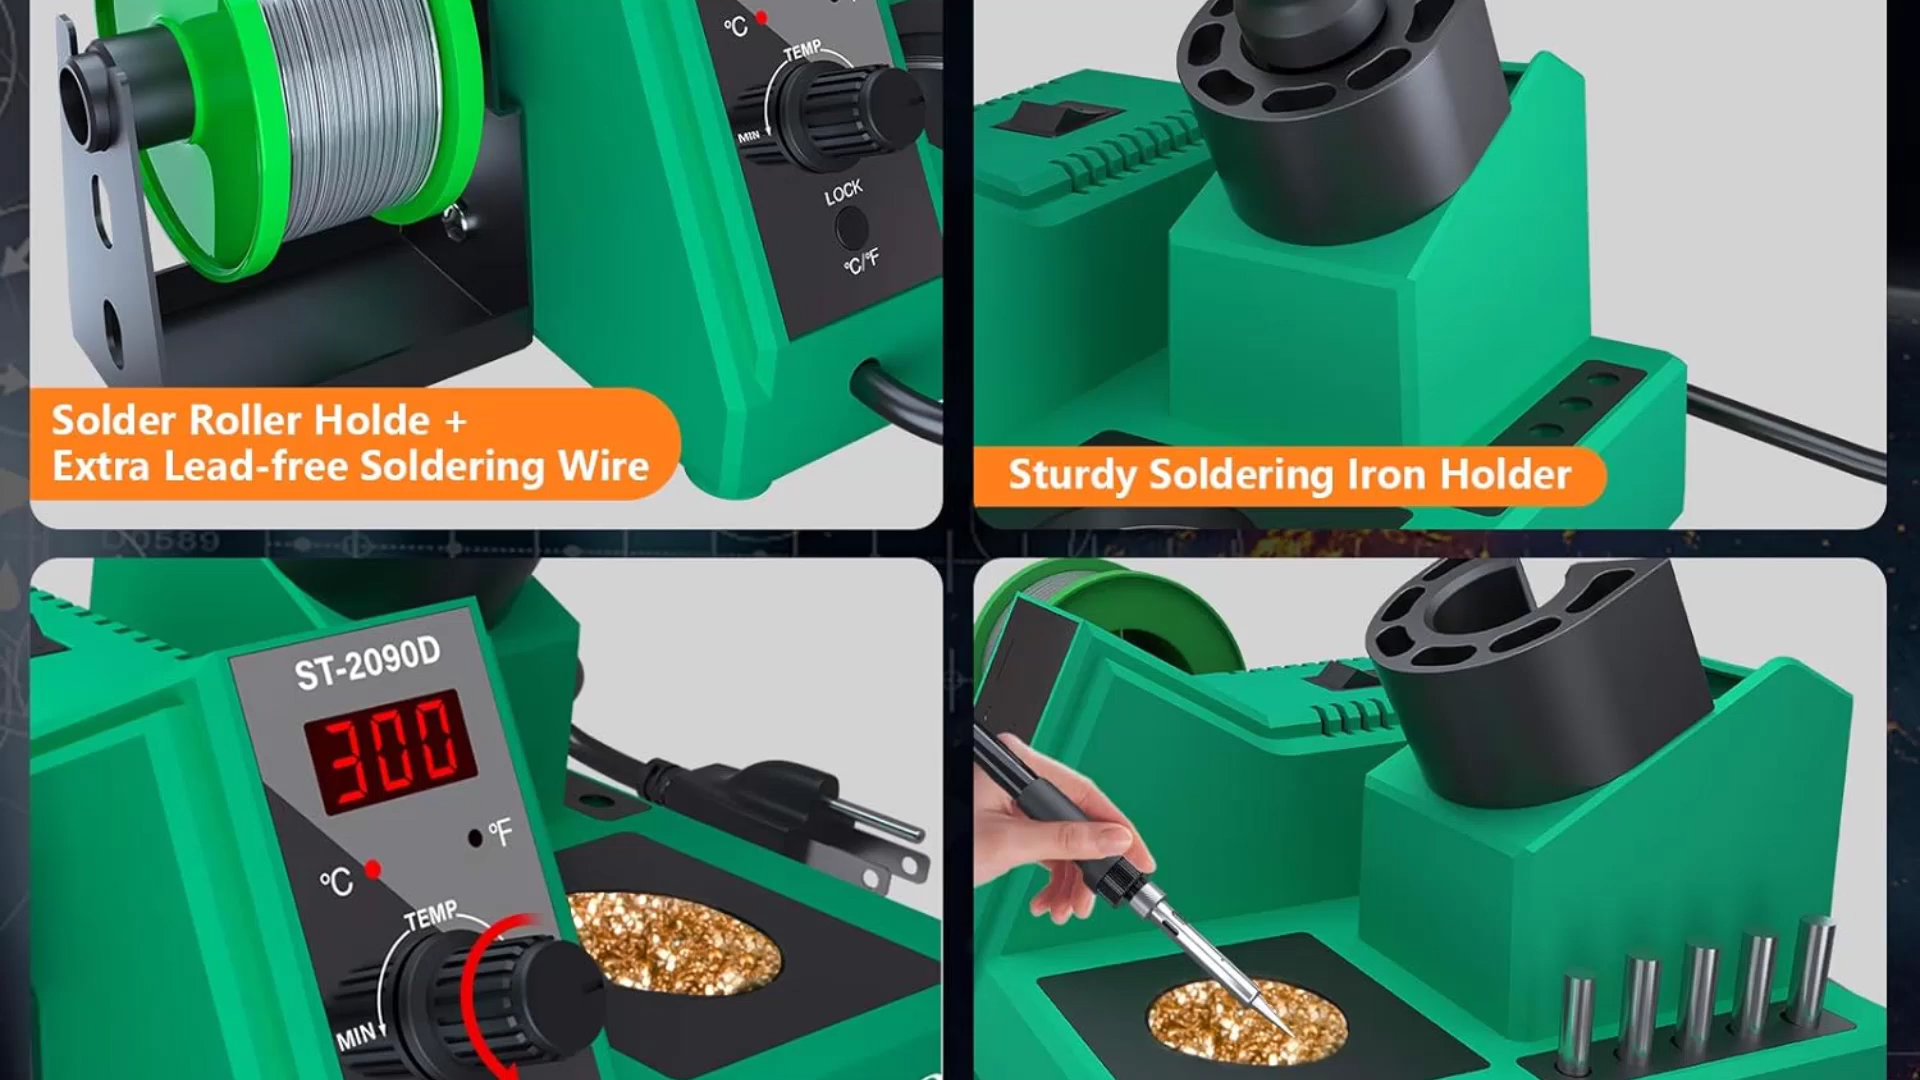 °C
TEMP
MIN
LOCK
°C/°F
Solder Roller Holde +
Extra Lead-free Soldering Wire
Sturdy Soldering Iron Holder
ST-2090D
300
°F
°C
TEMP
MIN